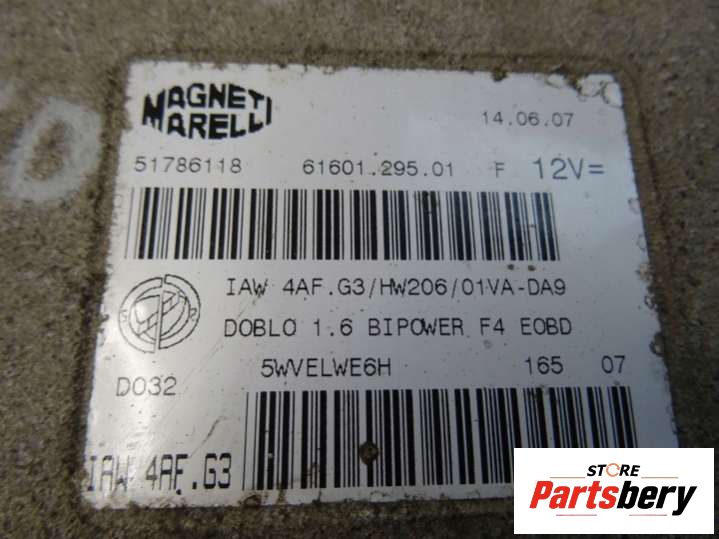 MAGNETI
MARELLI
14.06.07
51786118 61601.295.01 F 12V=
IAW 4AF.G3/HW206/01VA-DA9
DOBLO 1.6 BIPOWER F4 EOBD
5WVELWE6H 165 07
D032
IAW 4AF.G3
STORE
Partsbery